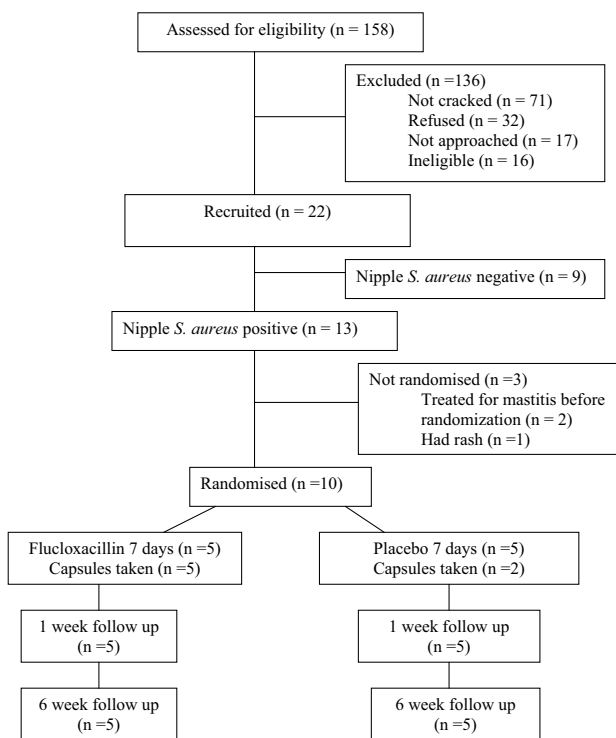 Assessed for eligibility (n = 158)
Excluded (n =136)
Not cracked (n = 71)
Refused (n = 32)
Not approached (n = 17)
Ineligible (n = 16)
Recruited (n = 22)
Nipple S. aureus negative (n = 9)
Nipple S. aureus positive (n = 13)
Not randomised (n =3)
Treated for mastitis before
randomization (n = 2)
Had rash (n =1)
Randomised (n =10)
Flucloxacillin 7 days (n =5)
Capsules taken (n =5)
Placebo 7 days (n =5)
Capsules taken (n =2)
1 week follow up
(n =5)
1 week follow up
(n =5)
6 week follow up
(n =5)
6 week follow up
(n =5)